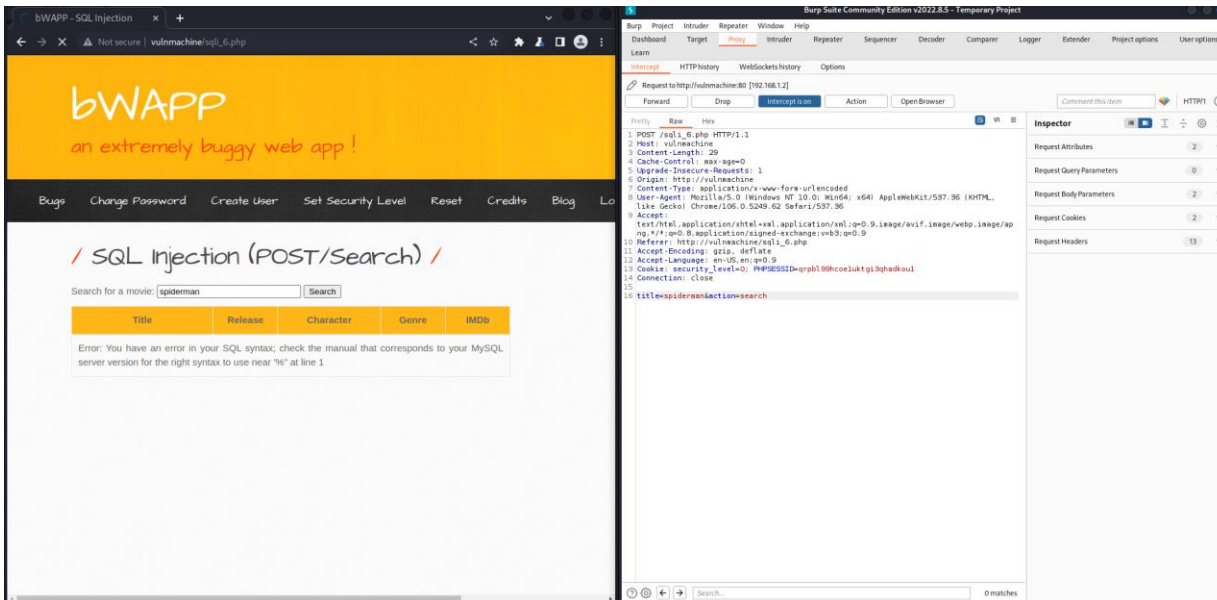 bWAPP - SQL Injection
Not secure | vulnmachine/sqli_6.php
bWAPP
an extremely buggy web app !
Bugs Change Password Create User Set Security Level Reset Credits Blog Lo
/ SQL Injection (POST/Search) /
Search for a movie: spiderman Search
Title Release Character Genre IMDb
Error: You have an error in your SQL syntax; check the manual that corresponds to your MySQL
server version for the right syntax to use near '%'' at line 1
Burp Suite Community Edition v2022.8.5 - Temporary Project
Burp Project Intruder Repeater Window Help
Dashboard Target Proxy Intruder Repeater Sequencer Decoder Comparer Logger Extender Project options User options
Learn
Intercept HTTP history WebSockets history Options
Request to http://vulnmachine:80 [192.168.1.2]
Forward Drop Intercept is on Action Open Browser Comment this item HTTP/1
Pretty Raw Hex
1 POST /sqli_6.php HTTP/1.1
2 Host: vulnmachine
3 Content-Length: 29
4 Cache-Control: max-age=0
5 Upgrade-Insecure-Requests: 1
6 Origin: http://vulnmachine
7 Content-Type: application/x-www-form-urlencoded
8 User-Agent: Mozilla/5.0 (Windows NT 10.0; Win64; x64) AppleWebKit/537.36 (KHTML,
like Gecko) Chrome/106.0.5249.62 Safari/537.36
9 Accept:
text/html,application/xhtml+xml,application/xml;q=0.9,image/avif,image/webp,image/ap
ng,*/*;q=0.8,application/signed-exchange;v=b3;q=0.9
10 Referer: http://vulnmachine/sqli_6.php
11 Accept-Encoding: gzip, deflate
12 Accept-Language: en-US,en;q=0.9
13 Cookie: security_level=0; PHPSESSID=qrpbl99hcoe1uktgi3qhadkou1
14 Connection: close
15
16 title=spiderman&action=search
Inspector
Request Attributes 2
Request Query Parameters 0
Request Body Parameters 2
Request Cookies 2
Request Headers 13
Search... 0 matches